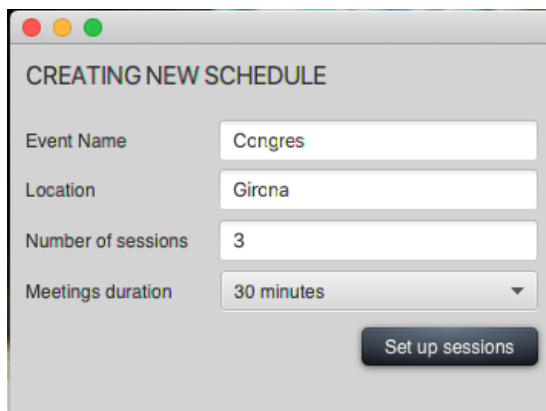 CREATING NEW SCHEDULE
Event Name Congres
Location Girona
Number of sessions 3
Meetings duration 30 minutes
Set up sessions